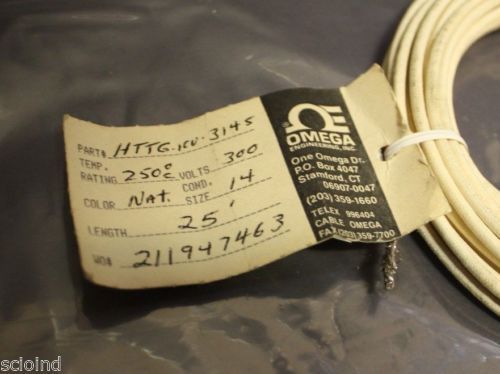 PART# HTTG-1CU-3145
TEMP. RATING 250C VOLTS 300
COLOR NAT. COND. SIZE 14
LENGTH 25'
WO# 211947463
OMEGA
ENGINEERING, INC.
One Omega Dr.
P.O. Box 4047
Stamford, CT
06907-0047
(203) 359-1660
TELEX 996404
CABLE OMEGA
FAX (203) 359-7700
scioind